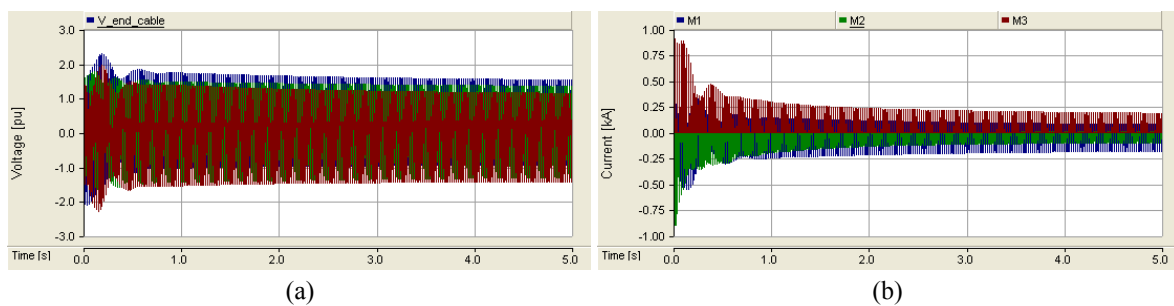 V_end_cable
3.0
2.0
1.0
0.0
-1.0
-2.0
-3.0
Voltage [pu]
Time [s]
0.0 1.0 2.0 3.0 4.0 5.0
(a)
M1 M2 M3
1.00
0.75
0.50
0.25
0.00
-0.25
-0.50
-0.75
-1.00
Current [kA]
Time [s]
0.0 1.0 2.0 3.0 4.0 5.0
(b)